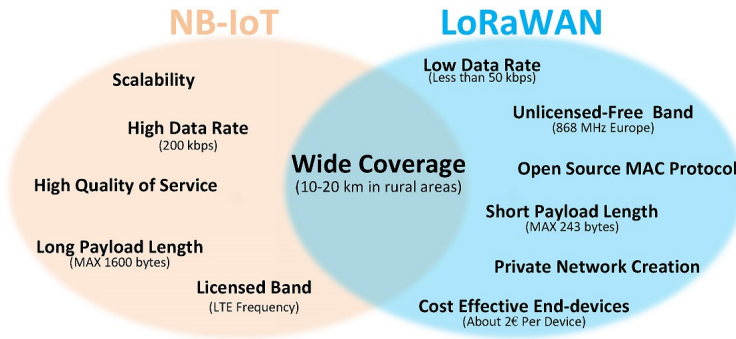 NB-IoT
LoRaWAN
Scalability
High Data Rate
(200 kbps)
High Quality of Service
Long Payload Length
(MAX 1600 bytes)
Licensed Band
(LTE Frequency)
Wide Coverage
(10-20 km in rural areas)
Low Data Rate
(Less than 50 kbps)
Unlicensed-Free Band
(868 MHz Europe)
Open Source MAC Protocol
Short Payload Length
(MAX 243 bytes)
Private Network Creation
Cost Effective End-devices
(About 2€ Per Device)